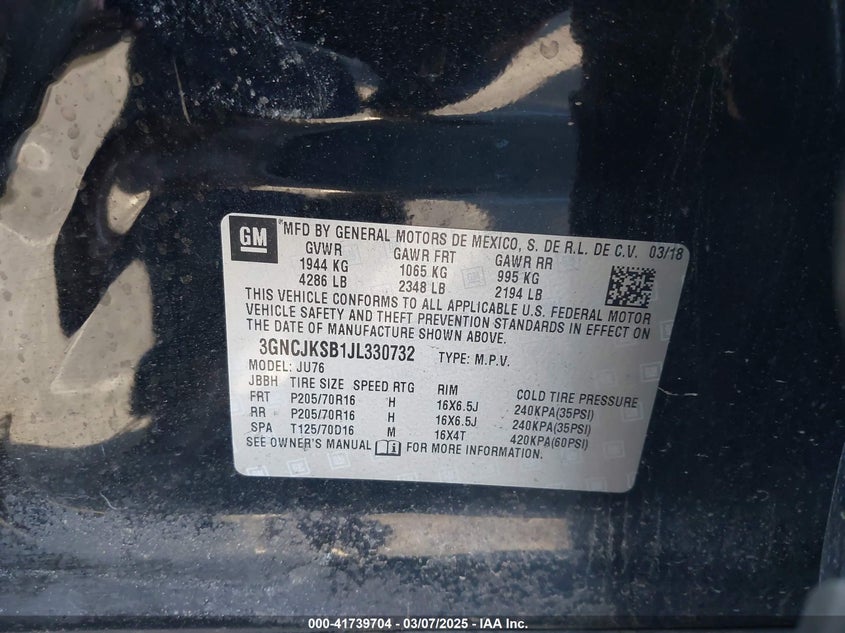 GM ®MFD BY GENERAL MOTORS DE MEXICO, S. DE R.L. DE C.V. 03/18
GVWR GAWR FRT GAWR RR
1944 KG 1065 KG 995 KG
4286 LB 2348 LB 2194 LB
THIS VEHICLE CONFORMS TO ALL APPLICABLE U.S. FEDERAL MOTOR
VEHICLE SAFETY AND THEFT PREVENTION STANDARDS IN EFFECT ON
THE DATE OF MANUFACTURE SHOWN ABOVE.
3GNCJKSB1JL330732 TYPE: M.P.V.
MODEL: JU76
JBBH TIRE SIZE SPEED RTG RIM COLD TIRE PRESSURE
FRT P205/70R16 H 16X6.5J 240KPA(35PSI)
RR P205/70R16 H 16X6.5J 240KPA(35PSI)
SPA T125/70D16 M 16X4T 420KPA(60PSI)
SEE OWNER'S MANUAL FOR MORE INFORMATION.
000-41739704 — 03/07/2025 — IAA Inc.